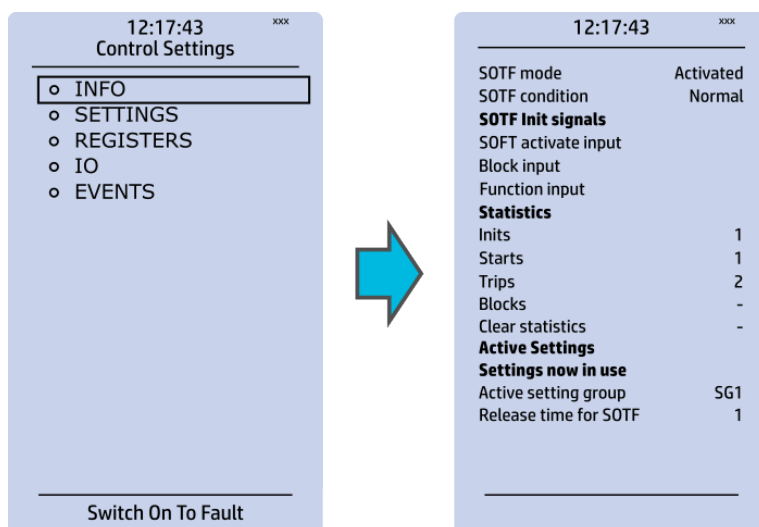 12:17:43 xxx
Control Settings
INFO
SETTINGS
REGISTERS
IO
EVENTS
Switch On To Fault
12:17:43 xxx
SOTF mode Activated
SOTF condition Normal
SOTF Init signals
SOFT activate input
Block input
Function input
Statistics
Inits 1
Starts 1
Trips 2
Blocks -
Clear statistics -
Active Settings
Settings now in use
Active setting group SG1
Release time for SOTF 1